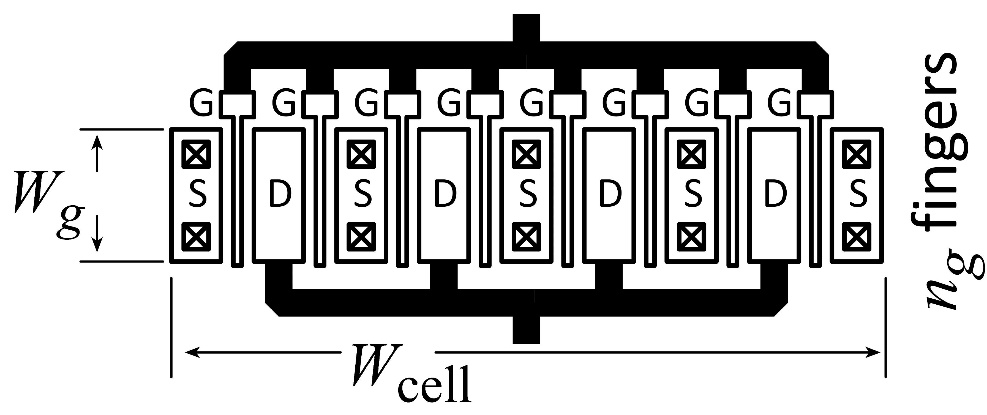 G G G G G G G G
S D S D S D S D S
W_g
W_cell
n_g fingers